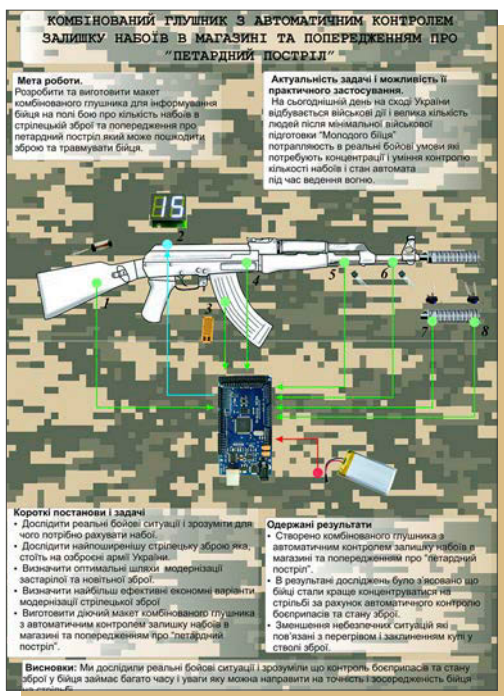 КОМБІНОВАНИЙ ГЛУШНИК З АВТОМАТИЧНИМ КОНТРОЛЕМ
ЗАЛИШКУ НАБОЇВ В МАГАЗИНІ ТА ПОПЕРЕДЖЕННЯМ ПРО
"ПЕТАРДНИЙ ПОСТРІЛ"
Мета роботи.
Розробити та виготовити макет
комбінованого глушника для інформування
бійця на полі бою про кількість набоїв в
стрілецькій зброї та попередження про
петардний постріл який може пошкодити
зброю та травмувати бійця.
Актуальність задачі і можливість її
практичного застосування.
На сьогоднішній день на сході України
відбувається військові дії і велика кількість
людей після мінімальної військової
підготовки "Молодого бійця"
потрапляють в реальні бойові умови які
потребують концентрації і уміння контролю
кількості набоїв і стан автомата
під час ведення вогню.
15
2
1
3
4
5
6
7
8
Короткі постанови і задачі
• Дослідити реальні бойові ситуації і зрозуміти для
чого потрібно рахувати набої.
• Дослідити найпоширенішу стрілецьку зброю яка,
стоїть на озброєні армії України.
• Визначити оптимальні шляхи модернізації
застарілої та новітньої зброї.
• Визначити найбільш ефективні економні варіанти
модернізації стрілецької зброї
• Виготовити діючий макет комбінованого глушника
з автоматичним контролем залишку набоїв в
магазині та попередженням про "петардний
постріл".
Одержані результати
• Створено комбінованого глушника з
автоматичним контролем залишку набоїв в
магазині та попередженням про "петардний
постріл".
• В результаті досліджень було з'ясовано що
бійці стали краще концентруватися на
стрільбі за рахунок автоматичного контролю
боєприпасів та стану зброї.
• Зменшення небезпечних ситуацій які
пов'язані з перегрівом і заклиненням кулі у
стволі зброї.
Висновки: Ми дослідили реальні бойові ситуації і зрозуміли що контроль боєприпасів та стану
зброї у бійця займає багато часу і уваги яку можна направити на точність і зосередженість бійця
на стрільбі